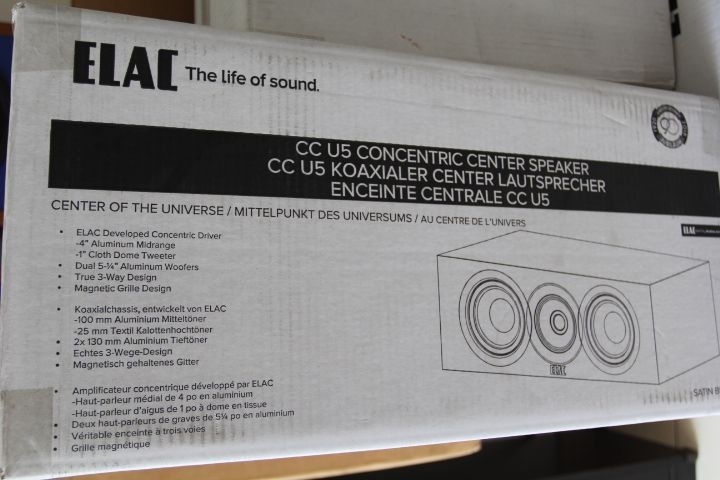 ELAC The life of sound.
90
CC U5 CONCENTRIC CENTER SPEAKER
CC U5 KOAXIALER CENTER LAUTSPRECHER
ENCEINTE CENTRALE CC U5
CENTER OF THE UNIVERSE / MITTELPUNKT DES UNIVERSUMS / AU CENTRE DE L'UNIVERS
ELAC
• ELAC Developed Concentric Driver
-4" Aluminum Midrange
-1" Cloth Dome Tweeter
• Dual 5-¼" Aluminum Woofers
• True 3-Way Design
• Magnetic Grille Design
• Koaxialchassis, entwickelt von ELAC
-100 mm Aluminium Mitteltöner
-25 mm Textil Kalottenhochtöner
• 2x 130 mm Aluminium Tieftöner
• Echtes 3-Wege-Design
• Magnetisch gehaltenes Gitter
• Amplificateur concentrique développé par ELAC
-Haut-parleur médial de 4 po en aluminium
-Haut-parleur d'aigus de 1 po à dome en tissue
• Deux haut-parleurs de graves de 5¼ po en aluminium
• Véritable enceinte à trois voies
• Grille magnétique
ELAC
SATIN